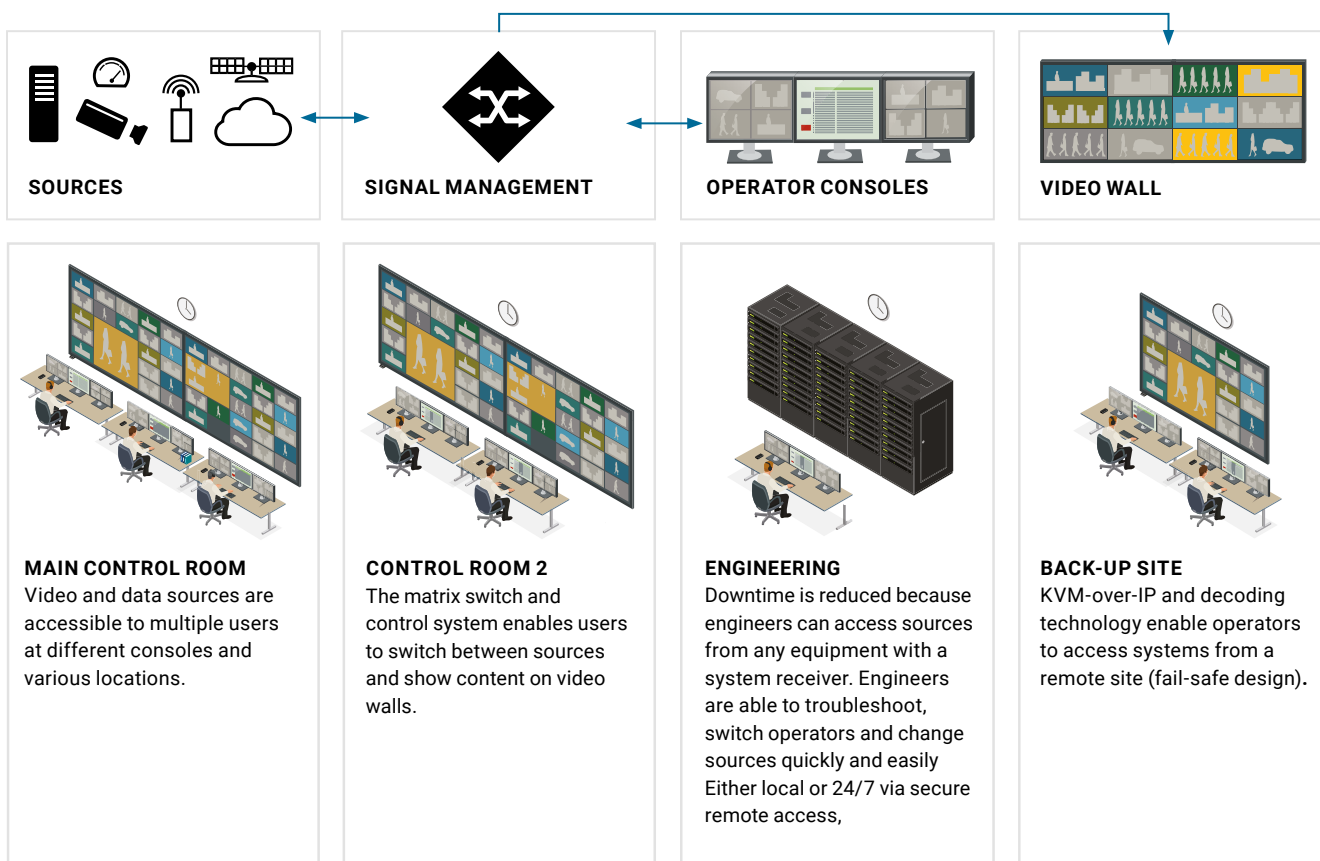 SOURCES
SIGNAL MANAGEMENT
OPERATOR CONSOLES
VIDEO WALL
MAIN CONTROL ROOM
Video and data sources are
accessible to multiple users
at different consoles and
various locations.
CONTROL ROOM 2
The matrix switch and
control system enables users
to switch between sources
and show content on video
walls.
ENGINEERING
Downtime is reduced because
engineers can access sources
from any equipment with a
system receiver. Engineers
are able to troubleshoot,
switch operators and change
sources quickly and easily
Either local or 24/7 via secure
remote access,
BACK-UP SITE
KVM-over-IP and decoding
technology enable operators
to access systems from a
remote site (fail-safe design).